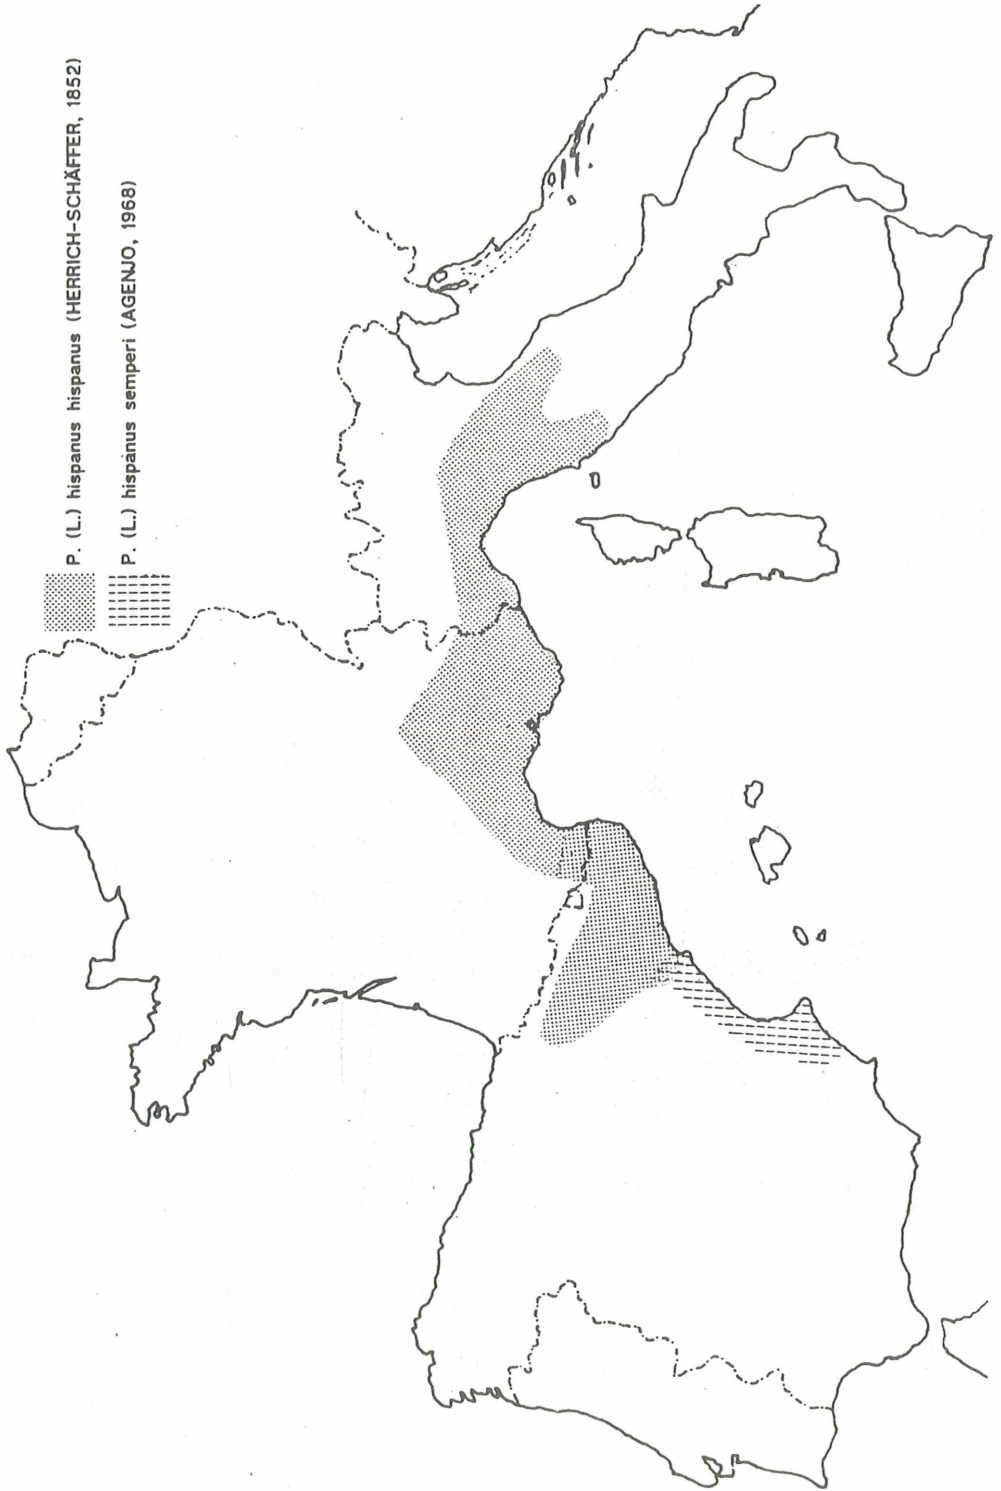 P. (L.) hispanus hispanus (HERRICH-SCHÄFFER, 1852)
P. (L.) hispanus semperi (AGENJO, 1968)